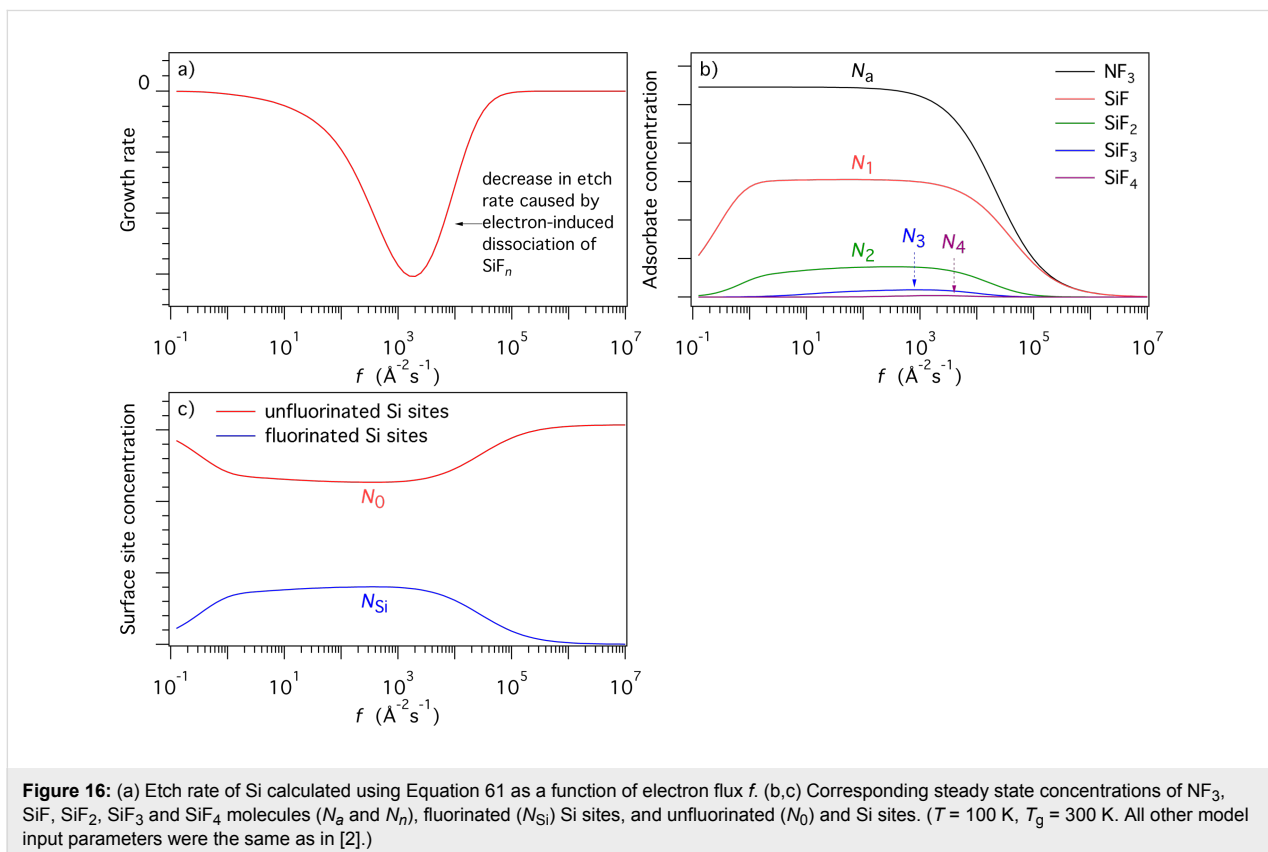 a)
0
Growth rate
decrease in etch
rate caused by
electron-induced
dissociation of
SiFn
10-1 101 103 105 107
f (Å-2s-1)
b)
Adsorbate concentration
Na
N1
N2
N3
N4
NF3
SiF
SiF2
SiF3
SiF4
10-1 101 103 105 107
f (Å-2s-1)
c)
unfluorinated Si sites
fluorinated Si sites
Surface site concentration
N0
NSi
10-1 101 103 105 107
f (Å-2s-1)
Figure 16: (a) Etch rate of Si calculated using Equation 61 as a function of electron flux f. (b,c) Corresponding steady state concentrations of NF3,
SiF, SiF2, SiF3 and SiF4 molecules (Na and Nn), fluorinated (NSi) Si sites, and unfluorinated (N0) and Si sites. (T = 100 K, Tg = 300 K. All other model
input parameters were the same as in [2].)